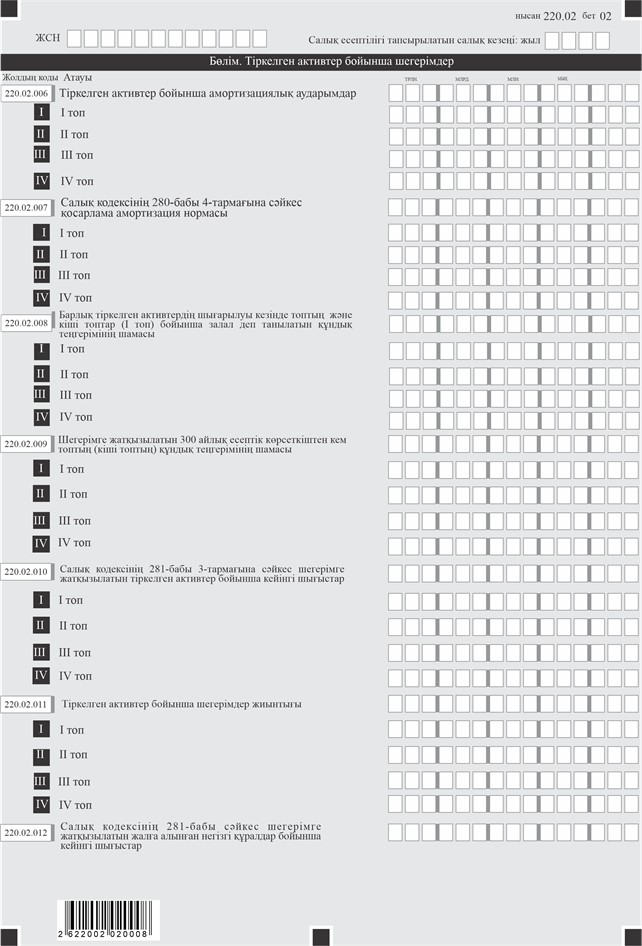 нысан 220.02 бет 02
ЖСН
Салық есептілігі тапсырылатын салық кезеңі: жыл
Бөлім. Тіркелген активтер бойынша шегерімдер
Жолдың коды Атауы
трлн млрд млн мың
220.02.006 Тіркелген активтер бойынша амортизациялық аударымдар
I I топ
II II топ
III III топ
IV IV топ
220.02.007 Салық кодексінің 280-бабы 4-тармағына сәйкес
қосарлама амортизация нормасы
I I топ
II II топ
III III топ
IV IV топ
220.02.008 Барлық тіркелген активтердің шығарылуы кезінде топтың және
кіші топтар (I топ) бойынша залал деп танылатын құндық
теңгерімінің шамасы
I I топ
II II топ
III III топ
IV IV топ
220.02.009 Шегерімге жатқызылатын 300 айлық есептік көрсеткіштен кем
топтың (кіші топтың) құндық теңгерімінің шамасы
I I топ
II II топ
III III топ
IV IV топ
220.02.010 Салық кодексінің 281-бабы 3-тармағына сәйкес шегерімге
жатқызылатын тіркелген активтер бойынша кейінгі шығыстар
I I топ
II II топ
III III топ
IV IV топ
220.02.011 Тіркелген активтер бойынша шегерімдер жиынтығы
I I топ
II II топ
III III топ
IV IV топ
220.02.012 Салық кодексінің 281-бабы сәйкес шегерімге
жатқызылатын жалға алынған негізгі құралдар бойынша
кейінгі шығыстар
2 622002 020008